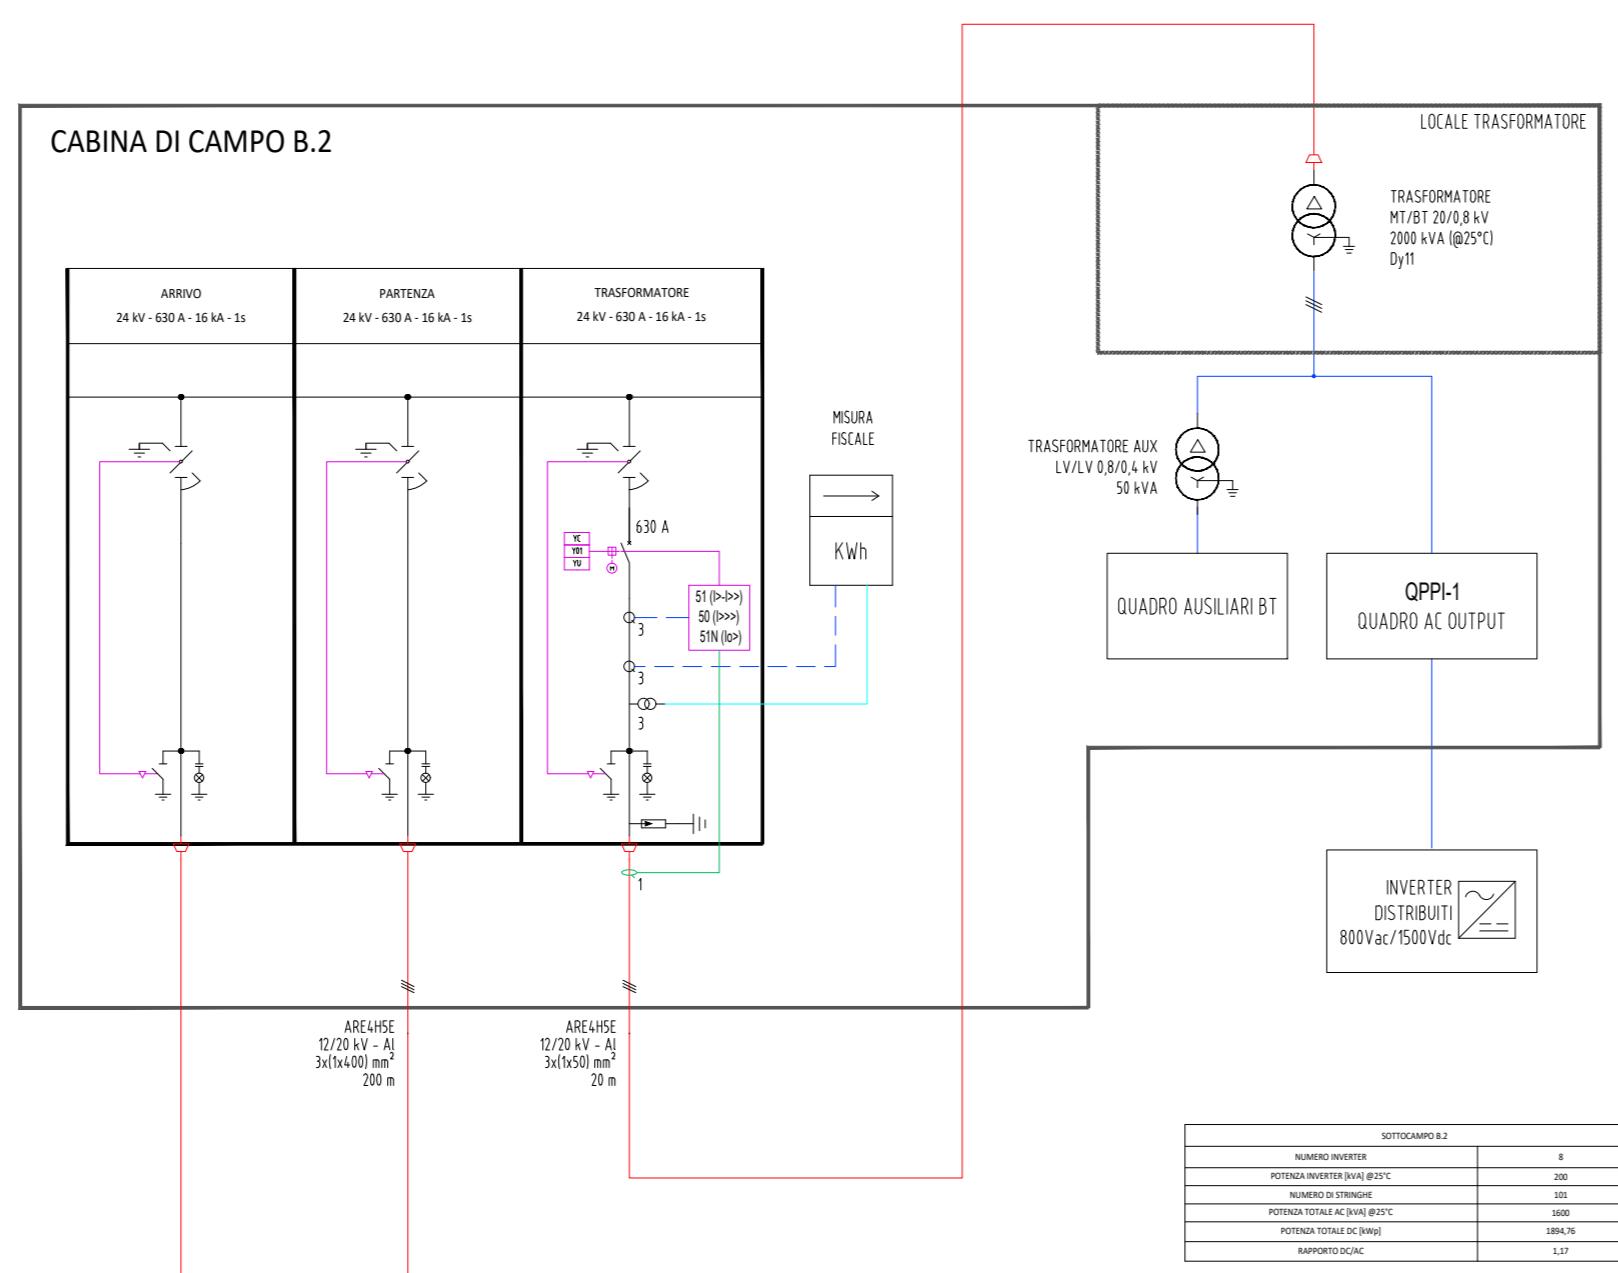 CABINA DI CAMPO B.2
LOCALE TRASFORMATORE
TRASFORMATORE
MT/BT 20/0,8 kV
2000 kVA (@25°C)
Dy11
ARRIVO
24 kV - 630 A - 16 kA - 1s
PARTENZA
24 kV - 630 A - 16 kA - 1s
TRASFORMATORE
24 kV - 630 A - 16 kA - 1s
MISURA
FISCALE
KWh
TRASFORMATORE AUX
LV/LV 0,8/0,4 kV
50 kVA
630 A
YC
YO1
YU
M
51 (I>-I>>)
50 (I>>>)
51N (Io>)
3
3
3
1
QUADRO AUSILIARI BT
QPPI-1
QUADRO AC OUTPUT
INVERTER
DISTRIBUITI
800Vac/1500Vdc
ARE4H5E
12/20 kV - Al
3x(1x400) mm²
200 m
ARE4H5E
12/20 kV - Al
3x(1x50) mm²
20 m
SOTTOCAMPO B.2
NUMERO INVERTER 8
POTENZA INVERTER [kVA] @25°C 200
NUMERO DI STRINGHE 101
POTENZA TOTALE AC [kVA] @25°C 1600
POTENZA TOTALE DC [kWp] 1894,76
RAPPORTO DC/AC 1,17